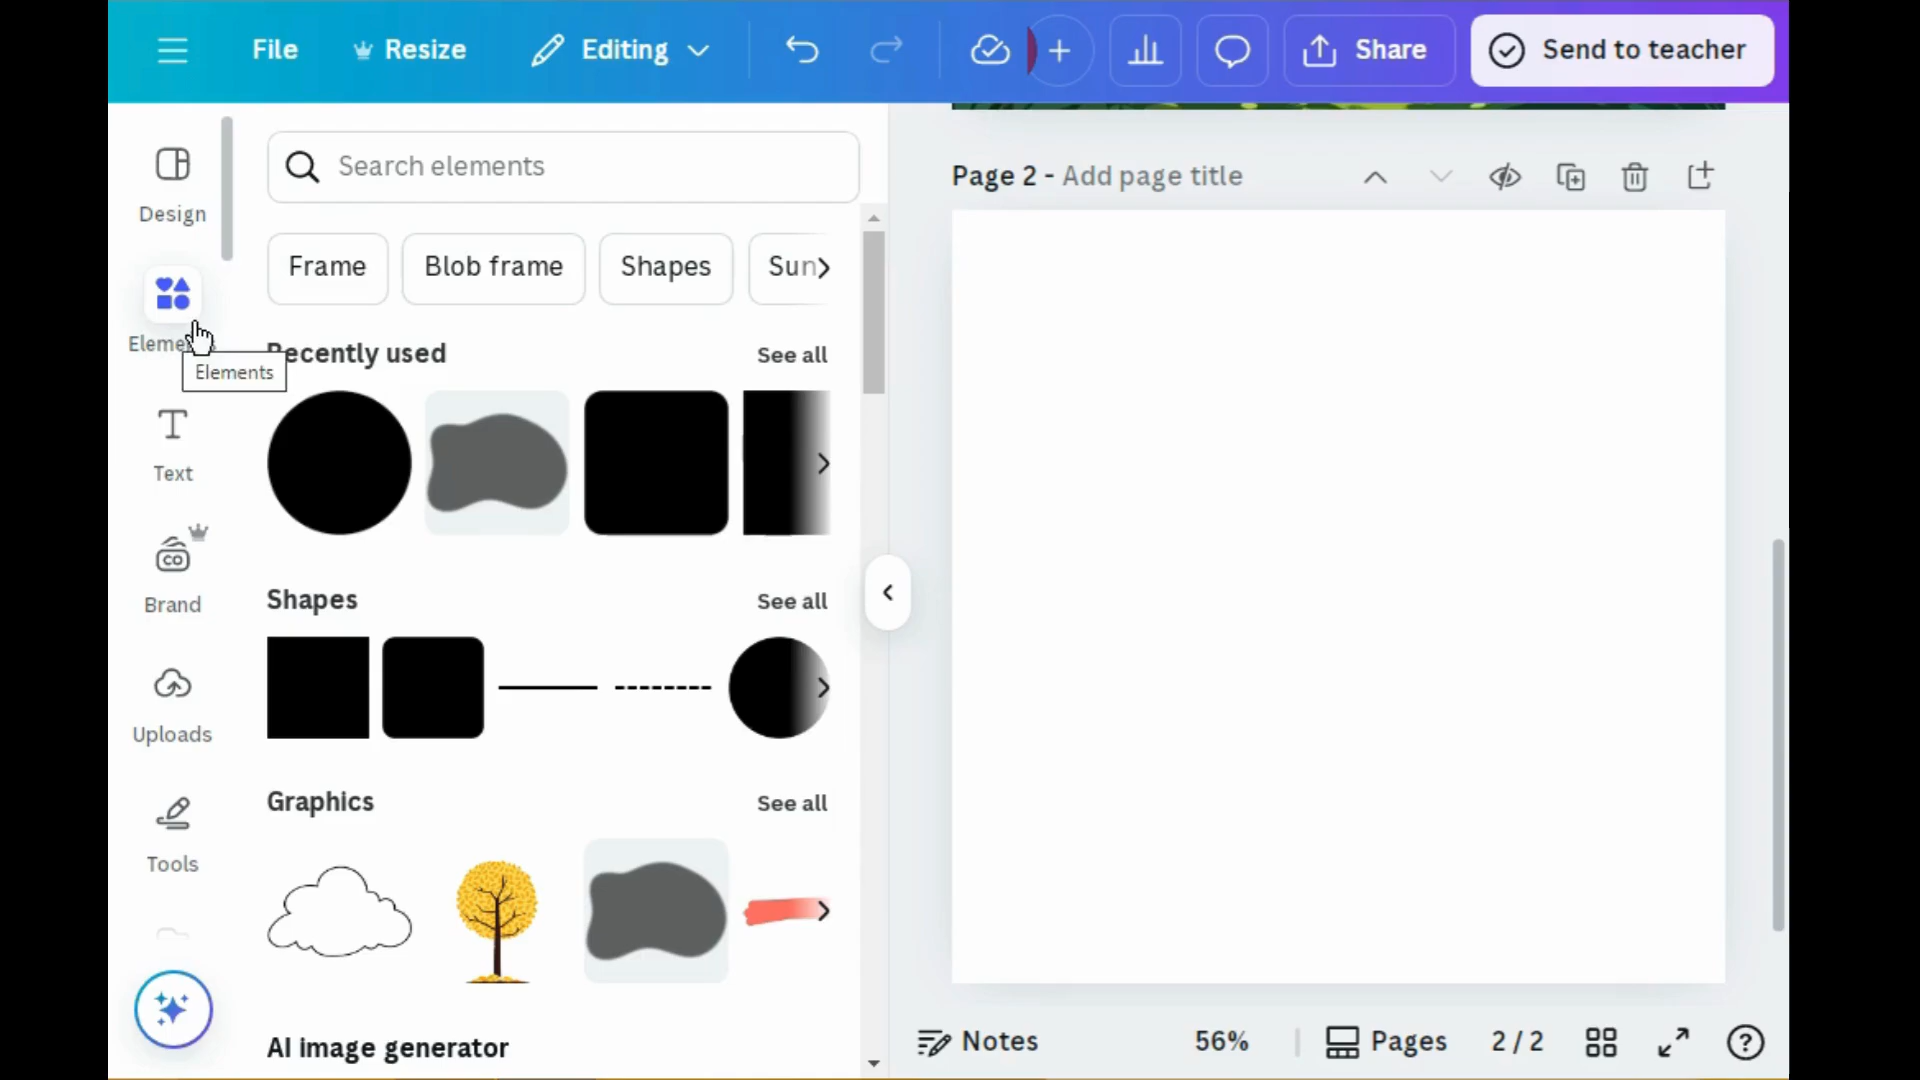 File
Resize
Editing
Share
Send to teacher
Design
Elements
Text
Brand
CO
Uploads
Tools
Search elements
Frame
Blob frame
Shapes
Recently used
See all
Shapes
See all
Graphics
See all
AI image generator
Page 2 - Add page title
Notes
56%
Pages
2 / 2
?